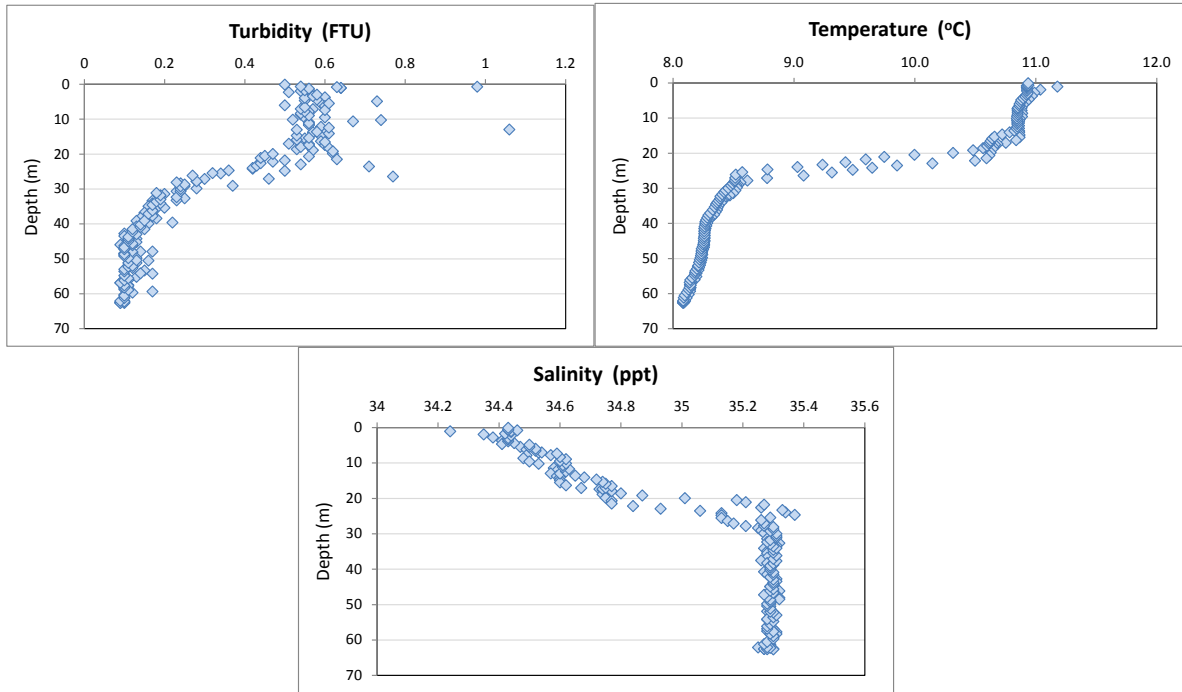 Turbidity (FTU)
0 0.2 0.4 0.6 0.8 1 1.2
0
10
20
30
40
50
60
70
Depth (m)
Temperature (ᵒC)
8.0 9.0 10.0 11.0 12.0
0
10
20
30
40
50
60
70
Depth (m)
Salinity (ppt)
34 34.2 34.4 34.6 34.8 35 35.2 35.4 35.6
0
10
20
30
40
50
60
70
Depth (m)